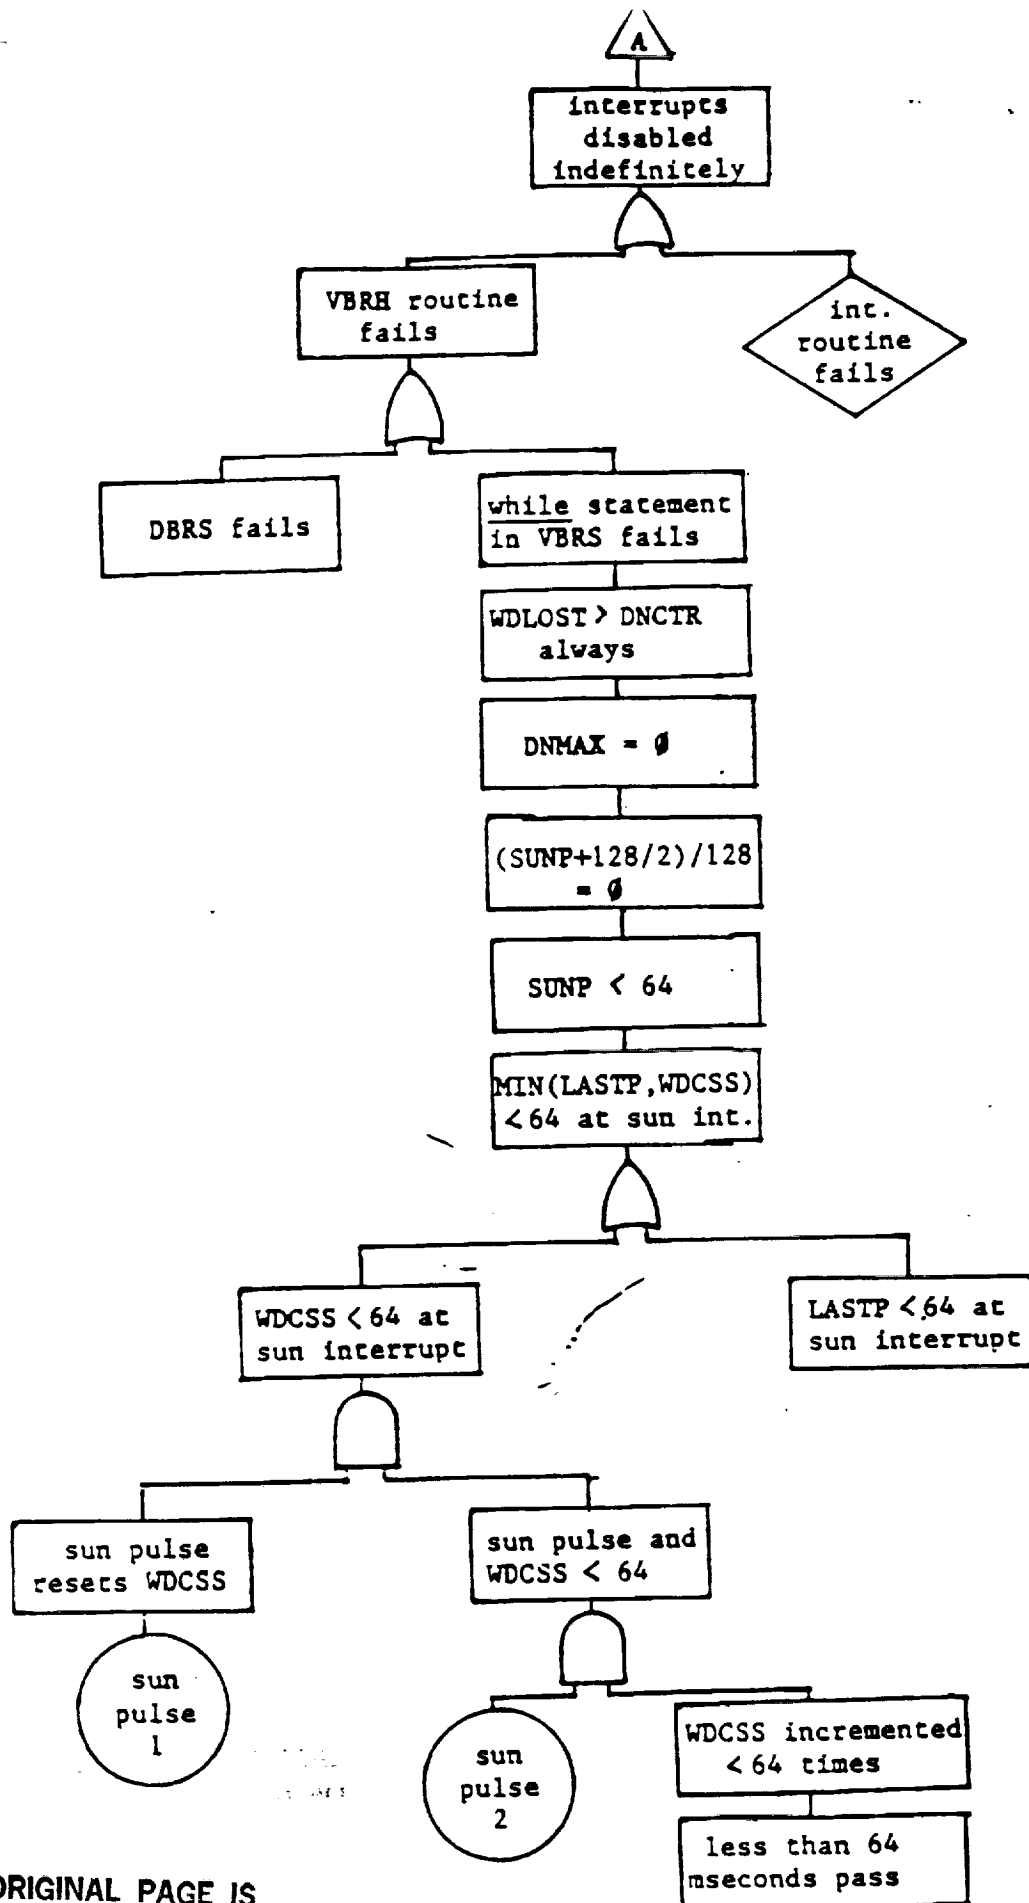 A
interrupts
disabled
indefinitely
VBRH routine
fails
int.
routine
fails
DBRS fails
while statement
in VBRS fails
WDLOST > DNCTR
always
DNMAX = Ø
(SUNP+128/2)/128
= Ø
SUNP < 64
MIN(LASTP,WDCSS)
<64 at sun int.
WDCSS <64 at
sun interrupt
LASTP <64 at
sun interrupt
sun pulse
resets WDCSS
sun pulse and
WDCSS < 64
sun
pulse
1
sun
pulse
2
WDCSS incremented
<64 times
less than 64
mseconds pass
ORIGINAL PAGE IS